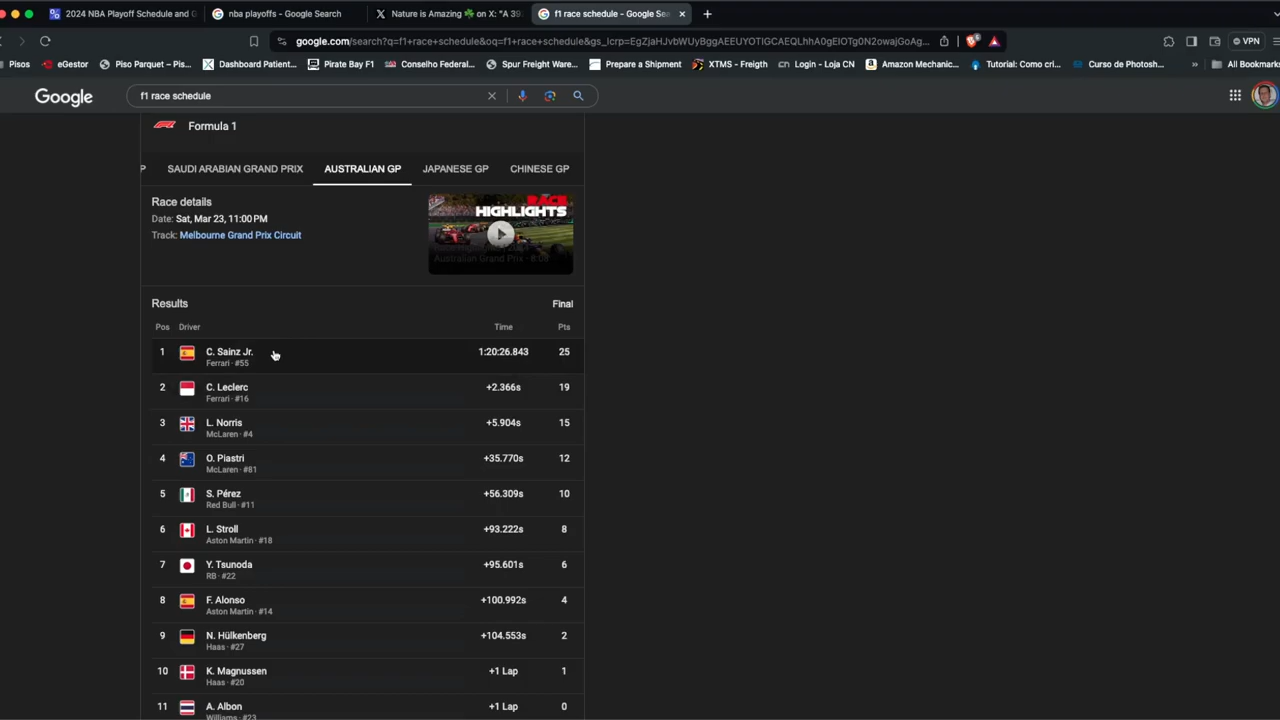 2024 NBA Playoff Schedule and G
nba playoffs - Google Search
Nature is Amazing ☘️ on X: "A 39
f1 race schedule - Google Sea
google.com/search?q=f1+race+schedule&oq=f1+race+schedule&gs_lcrp=EgZjaHJvbWUyBggAEEUYOTIGCAEQLhhA0gEIOTg0N2owajGoAg...
VPN
Pisos
eGestor
Piso Parquet – Pis...
Dashboard Patient...
Pirate Bay F1
Conselho Federal...
Spur Freight Ware...
Prepare a Shipment
XTMS - Freigth
Login - Loja CN
Amazon Mechanic...
Tutorial: Como cri...
Curso de Photosh...
»
All Bookmarks
Google
f1 race schedule
Formula 1
P
SAUDI ARABIAN GRAND PRIX
AUSTRALIAN GP
JAPANESE GP
CHINESE GP
Race details
Date: Sat, Mar 23, 11:00 PM
Track: Melbourne Grand Prix Circuit
RACE
HIGHLIGHTS
Australian Grand Prix · 8:08
Results
Final
Pos Driver Time Pts
1 C. Sainz Jr. 1:20:26.843 25
Ferrari · #55
2 C. Leclerc +2.366s 19
Ferrari · #16
3 L. Norris +5.904s 15
McLaren · #4
4 O. Piastri +35.770s 12
McLaren · #81
5 S. Pérez +56.309s 10
Red Bull · #11
6 L. Stroll +93.222s 8
Aston Martin · #18
7 Y. Tsunoda +95.601s 6
RB · #22
8 F. Alonso +100.992s 4
Aston Martin · #14
9 N. Hülkenberg +104.553s 2
Haas · #27
10 K. Magnussen +1 Lap 1
Haas · #20
11 A. Albon +1 Lap 0
Williams · #23